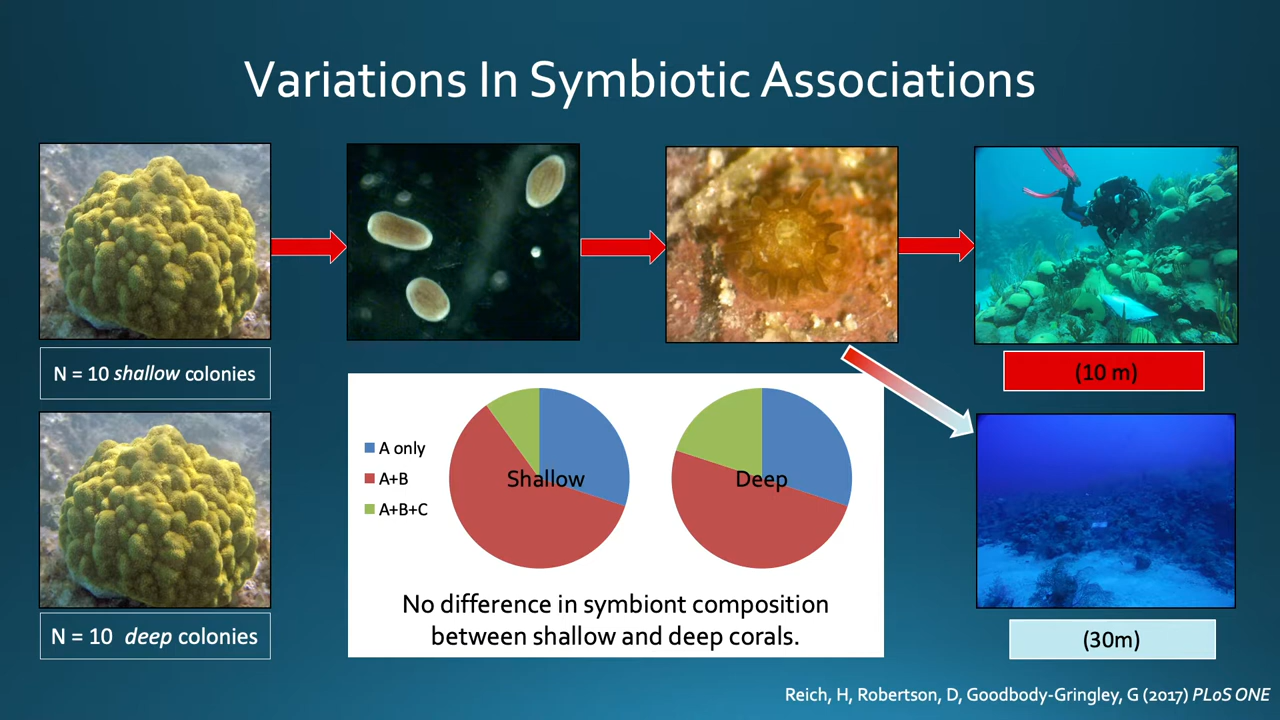 Variations In Symbiotic Associations
N = 10 shallow colonies
(10 m)
A only
A+B
A+B+C
Shallow
Deep
No difference in symbiont composition
between shallow and deep corals.
N = 10 deep colonies
(30m)
Reich, H, Robertson, D, Goodbody-Gringley, G (2017) PLoS ONE